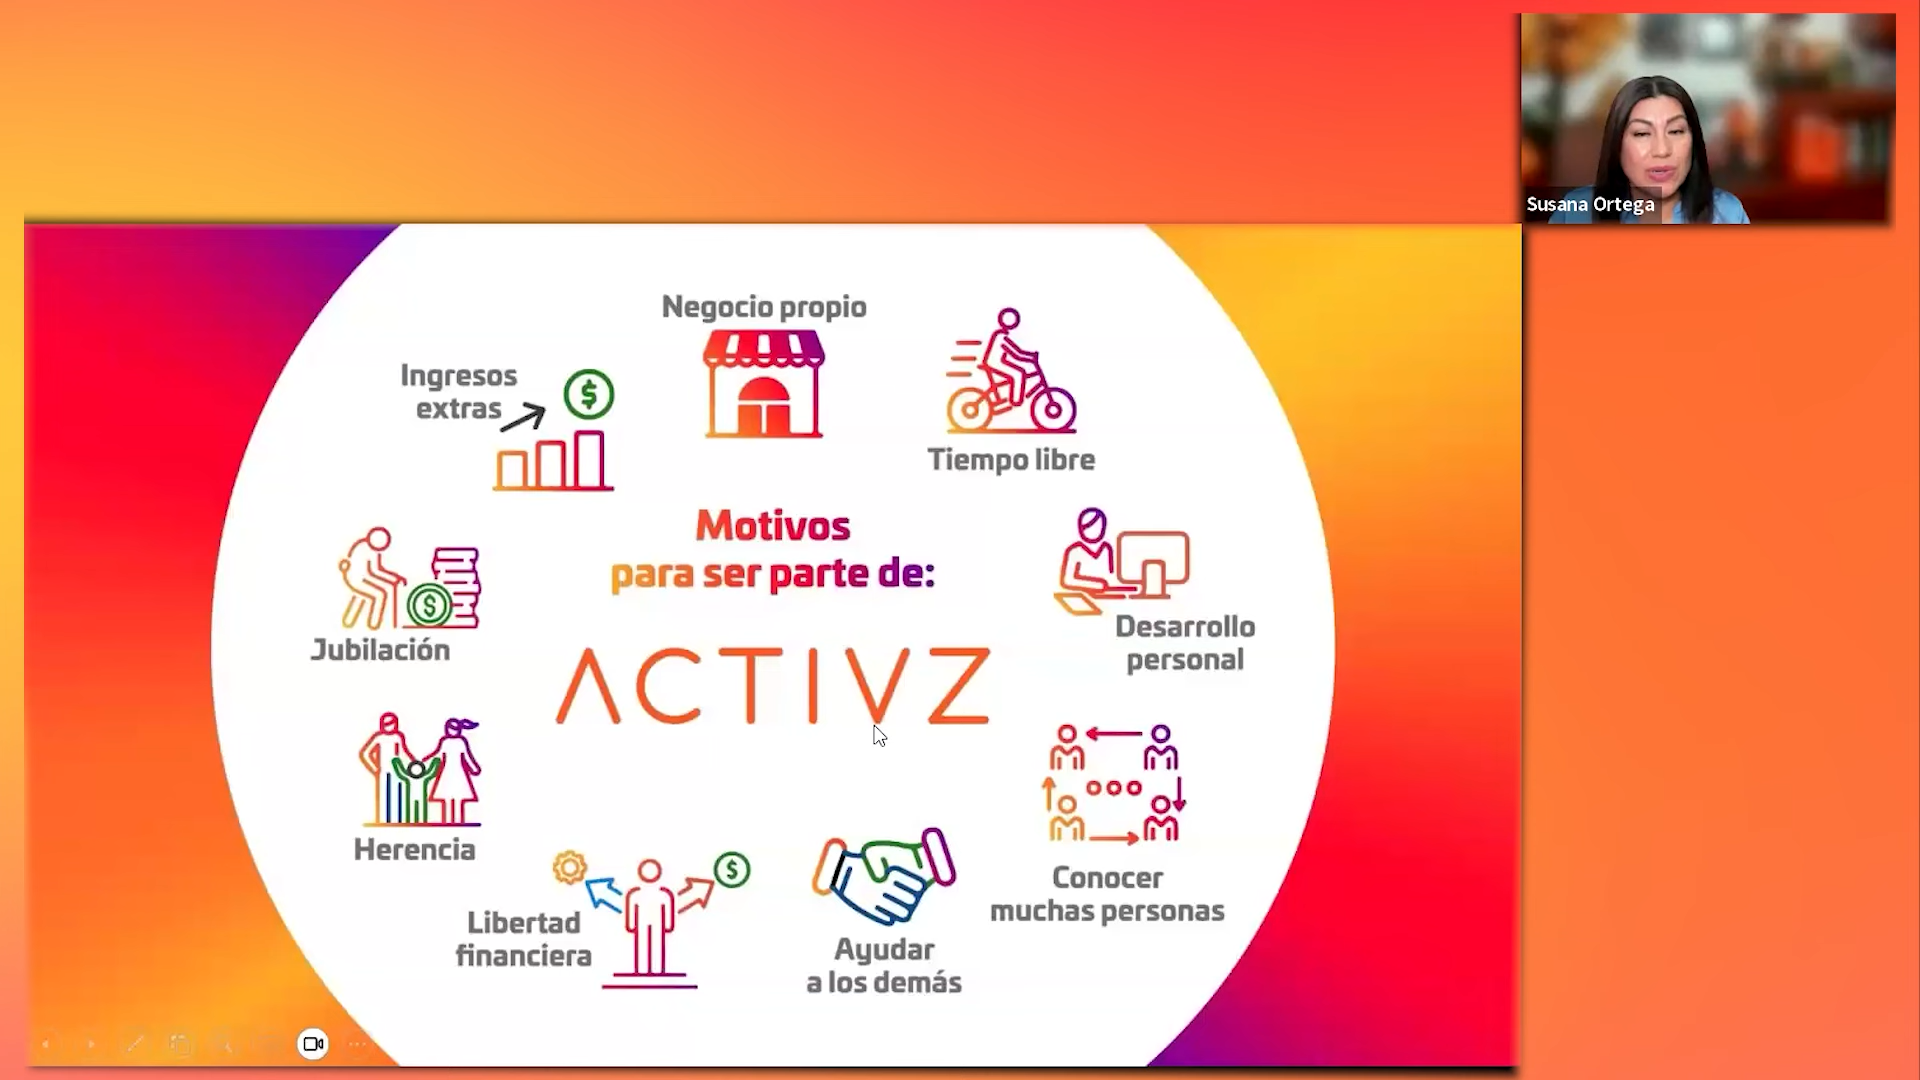 Susana Ortega
Negocio propio
Ingresos
extras
$
Tiempo libre
Motivos
para ser parte de:
ACTIVZ
Desarrollo
personal
$
Jubilación
Herencia
Conocer
muchas personas
$
Libertad
financiera
Ayudar
a los demás